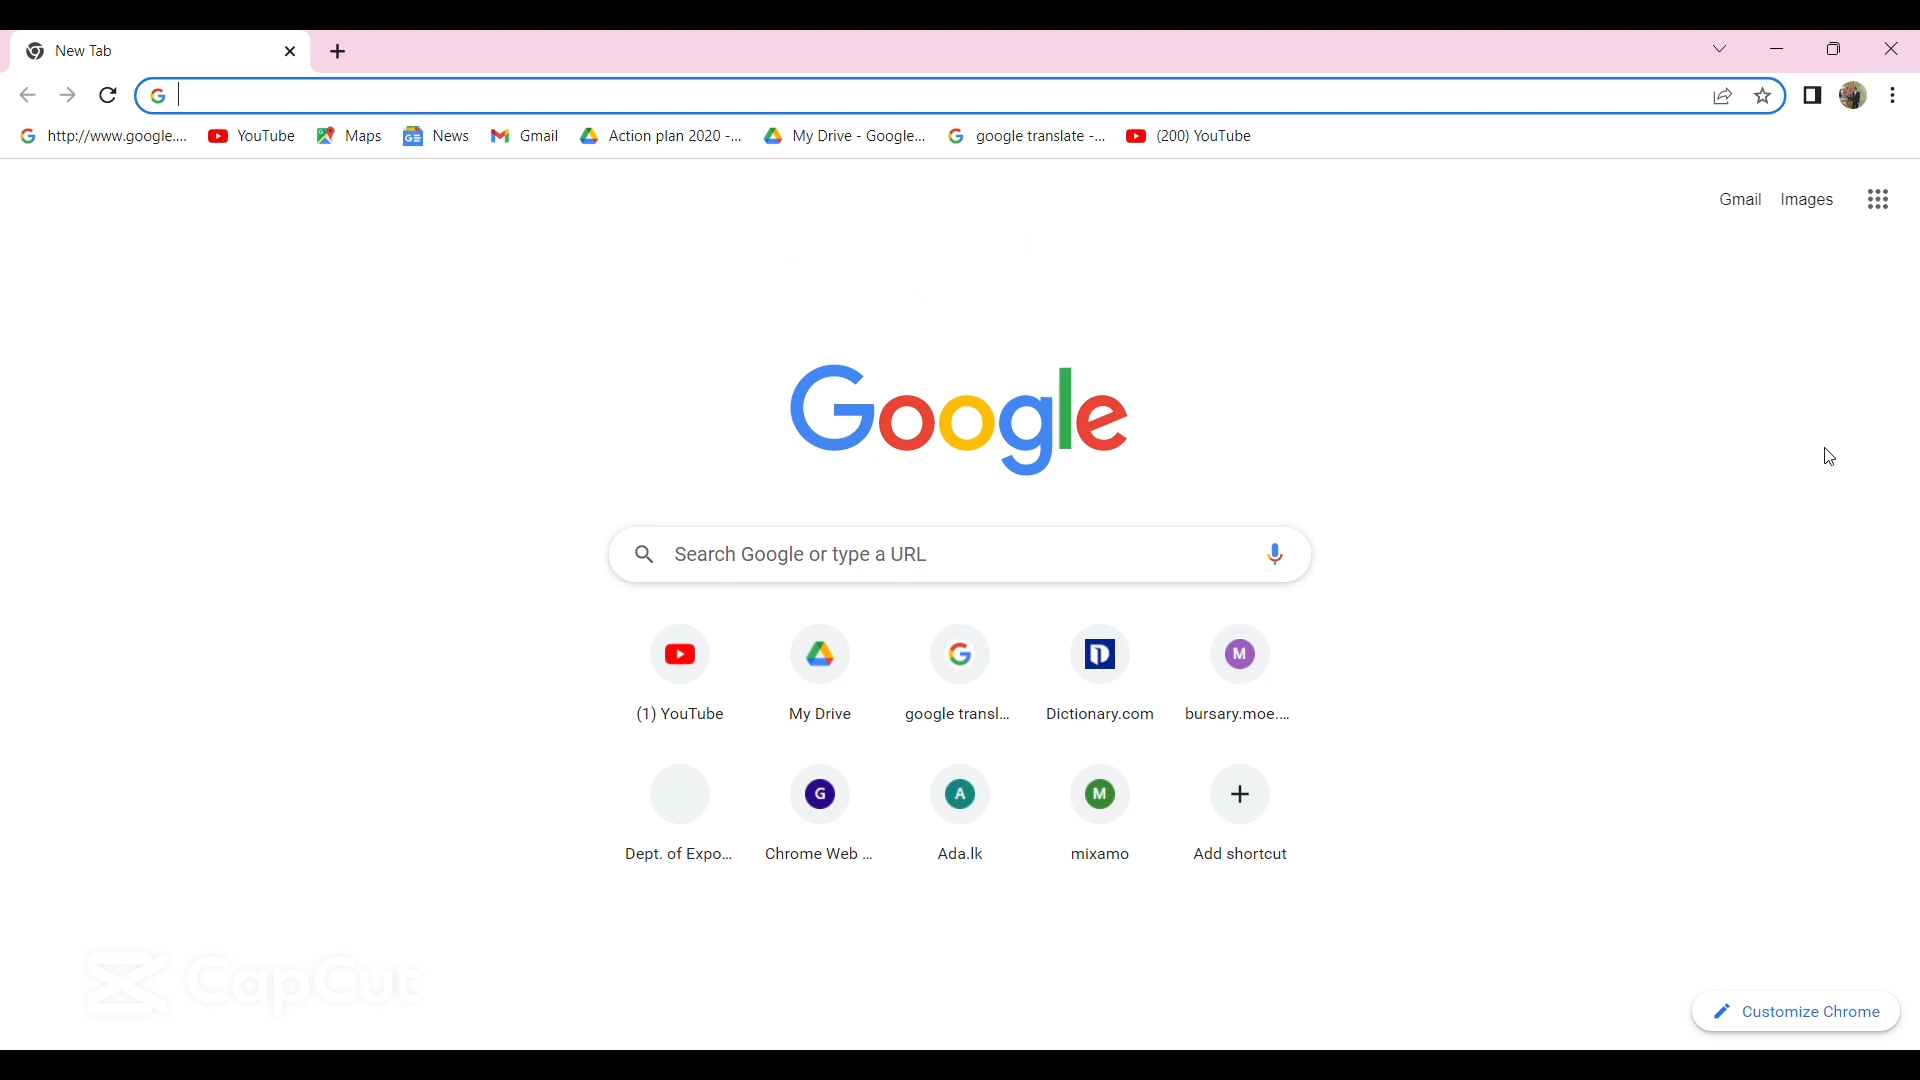 New Tab
http://www.google.... YouTube Maps News Gmail Action plan 2020 -... My Drive - Google... google translate -... (200) YouTube
Gmail Images
Google
Search Google or type a URL
(1) YouTube My Drive google transl... Dictionary.com M bursary.moe....
Dept. of Expo... G Chrome Web ... A Ada.lk M mixamo Add shortcut
CapCut
Customize Chrome